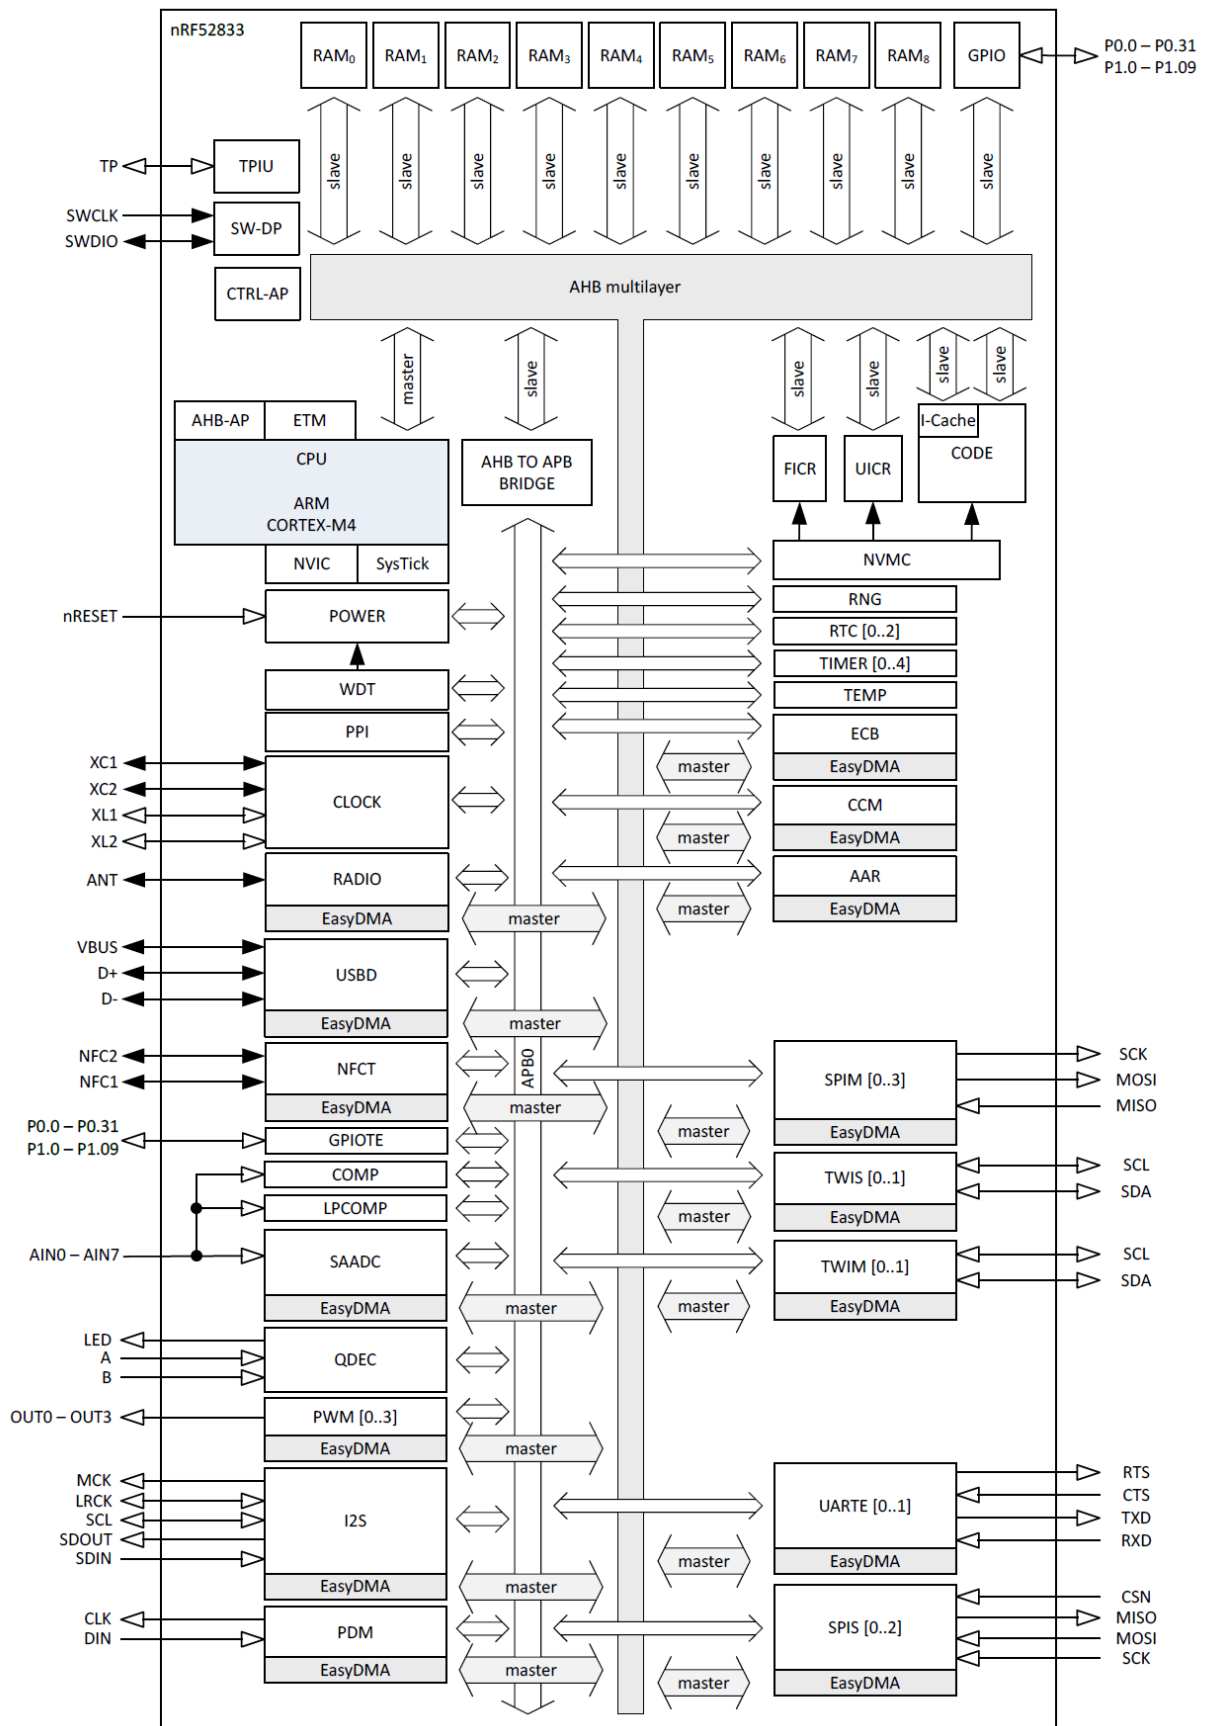 nRF52833
RAM₀ RAM₁ RAM₂ RAM₃ RAM₄ RAM₅ RAM₆ RAM₇ RAM₈ GPIO
P0.0 – P0.31
P1.0 – P1.09
slave slave slave slave slave slave slave slave slave slave
TP TPIU
SWCLK
SWDIO
SW-DP
CTRL-AP
AHB multilayer
master slave slave slave slave slave
AHB-AP ETM
CPU
ARM
CORTEX-M4
NVIC SysTick
AHB TO APB
BRIDGE
FICR UICR
I-Cache
CODE
NVMC
nRESET POWER
RNG
RTC [0..2]
TIMER [0..4]
WDT
TEMP
PPI
ECB
master EasyDMA
XC1
XC2
XL1
XL2
CLOCK
CCM
master EasyDMA
ANT RADIO
AAR
EasyDMA master
master EasyDMA
VBUS
D+
D-
USBD
EasyDMA master
APB0
NFC2
NFC1
NFCT
EasyDMA master
SPIM [0..3]
master EasyDMA
SCK
MOSI
MISO
P0.0 – P0.31
P1.0 – P1.09
GPIOTE
COMP
LPCOMP
TWIS [0..1]
master EasyDMA
SCL
SDA
AIN0 – AIN7 SAADC
EasyDMA master
TWIM [0..1]
master EasyDMA
SCL
SDA
LED
A
B
QDEC
OUT0 – OUT3 PWM [0..3]
EasyDMA master
MCK
LRCK
SCL
SDOUT
SDIN
I2S
EasyDMA master
UARTE [0..1]
master EasyDMA
RTS
CTS
TXD
RXD
CLK
DIN
PDM
EasyDMA master
SPIS [0..2]
master EasyDMA
CSN
MISO
MOSI
SCK